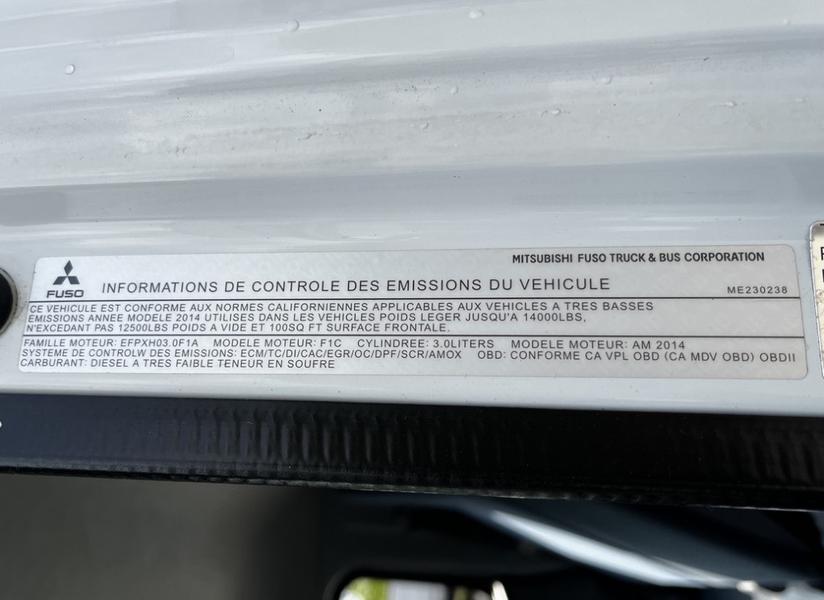 MITSUBISHI FUSO TRUCK & BUS CORPORATION
FUSO
INFORMATIONS DE CONTROLE DES EMISSIONS DU VEHICULE
ME230238
CE VEHICULE EST CONFORME AUX NORMES CALIFORNIENNES APPLICABLES AUX VEHICLES A TRES BASSES
EMISSIONS ANNEE MODELE 2014 UTILISES DANS LES VEHICLES POIDS LEGER JUSQU'A 14000LBS,
N'EXCEDANT PAS 12500LBS POIDS A VIDE ET 100SQ FT SURFACE FRONTALE.
FAMILLE MOTEUR: EFPXH03.0F1A MODELE MOTEUR: F1C CYLINDREE: 3.0LITERS MODELE MOTEUR: AM 2014
SYSTEME DE CONTROLW DES EMISSIONS: ECM/TC/DI/CAC/EGR/OC/DPF/SCR/AMOX OBD: CONFORME CA VPL OBD (CA MDV OBD) OBDII
CARBURANT: DIESEL A TRES FAIBLE TENEUR EN SOUFRE